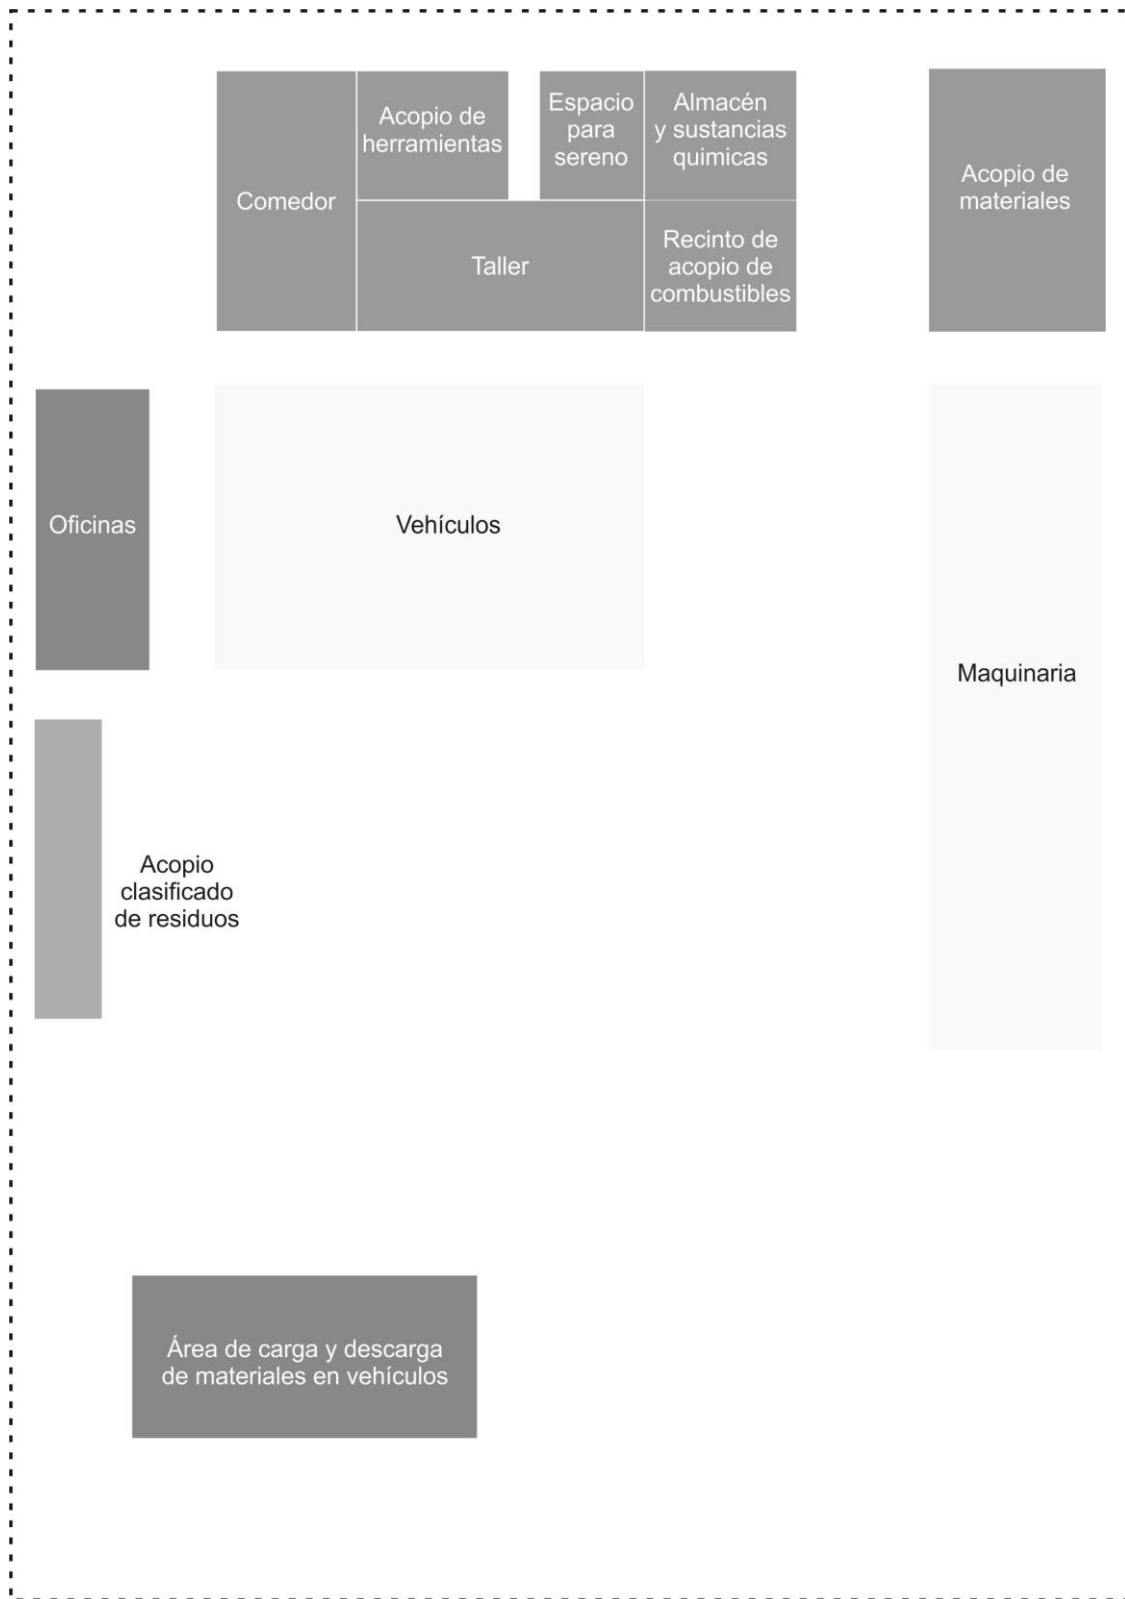 Comedor
Acopio de
herramientas
Espacio
para
sereno
Almacén
y sustancias
quimicas
Acopio de
materiales
Taller
Recinto de
acopio de
combustibles
Oficinas
Vehículos
Maquinaria
Acopio
clasificado
de residuos
Área de carga y descarga
de materiales en vehículos